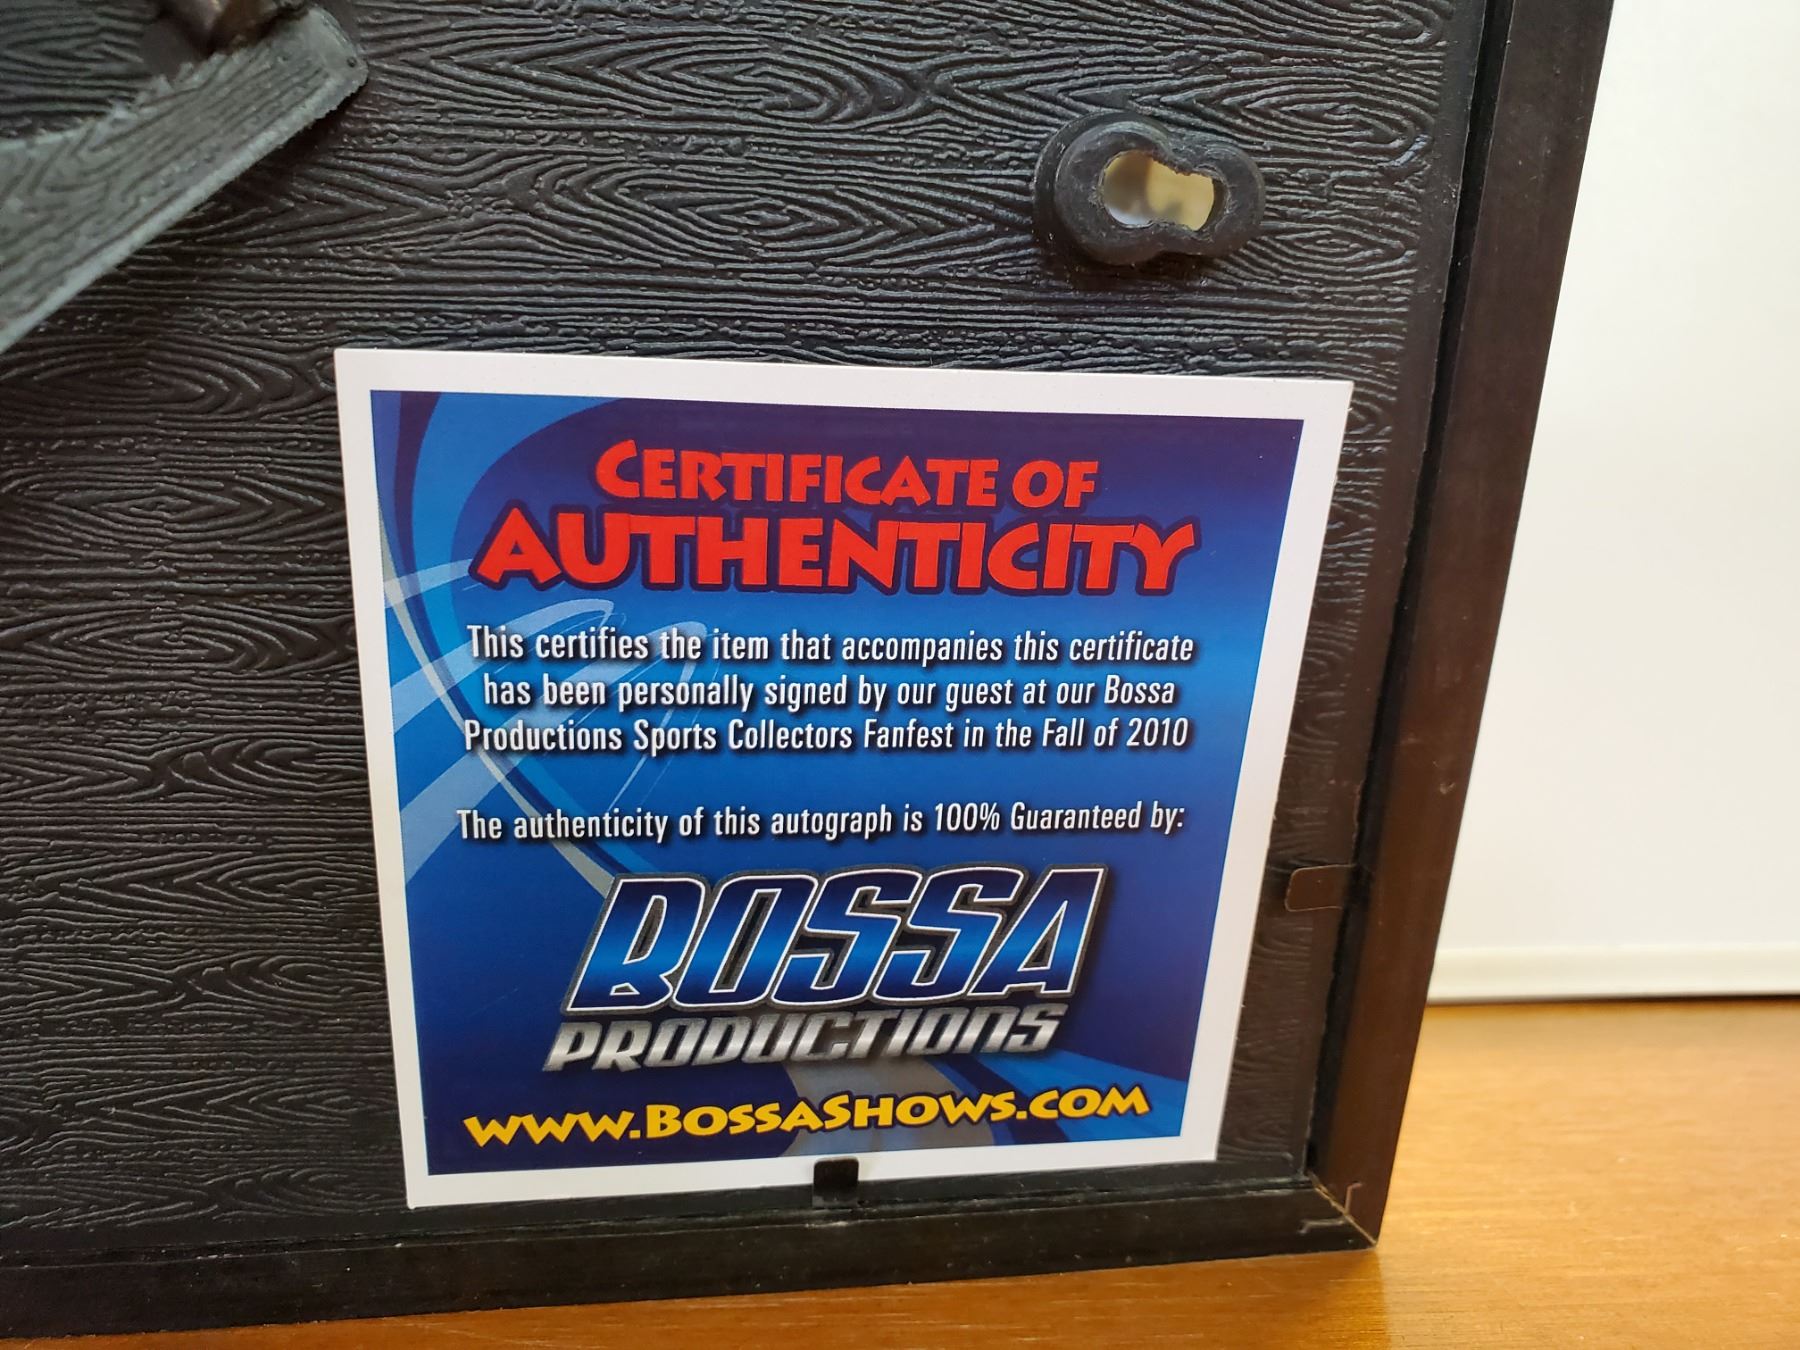 CERTIFICATE OF
AUTHENTICITY
This certifies the item that accompanies this certificate
has been personally signed by our guest at our Bossa
Productions Sports Collectors Fanfest in the Fall of 2010
The authenticity of this autograph is 100% Guaranteed by:
BOSSA
PRODUCTIONS
WWW.BOSSASHOWS.COM